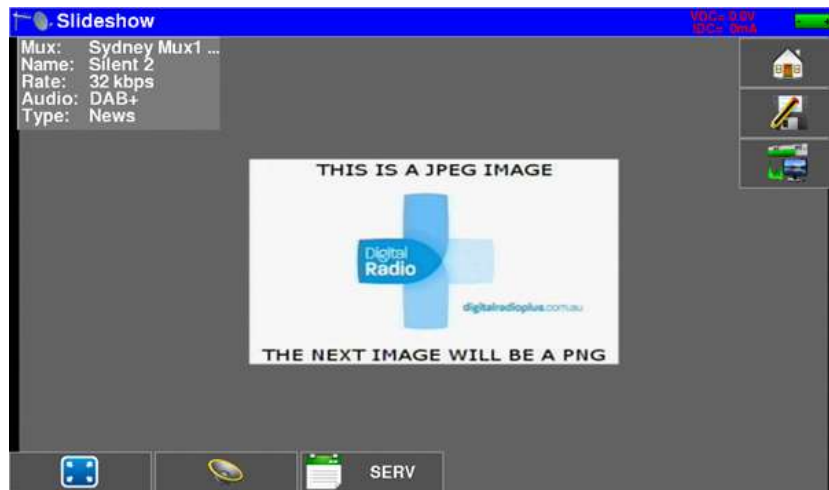 Slideshow
VDC= 0.0V
IDC= 0mA
Mux: Sydney Mux1 ...
Name: Silent 2
Rate: 32 kbps
Audio: DAB+
Type: News
THIS IS A JPEG IMAGE
Digital
Radio
digitalradioplus.com.au
THE NEXT IMAGE WILL BE A PNG
SERV